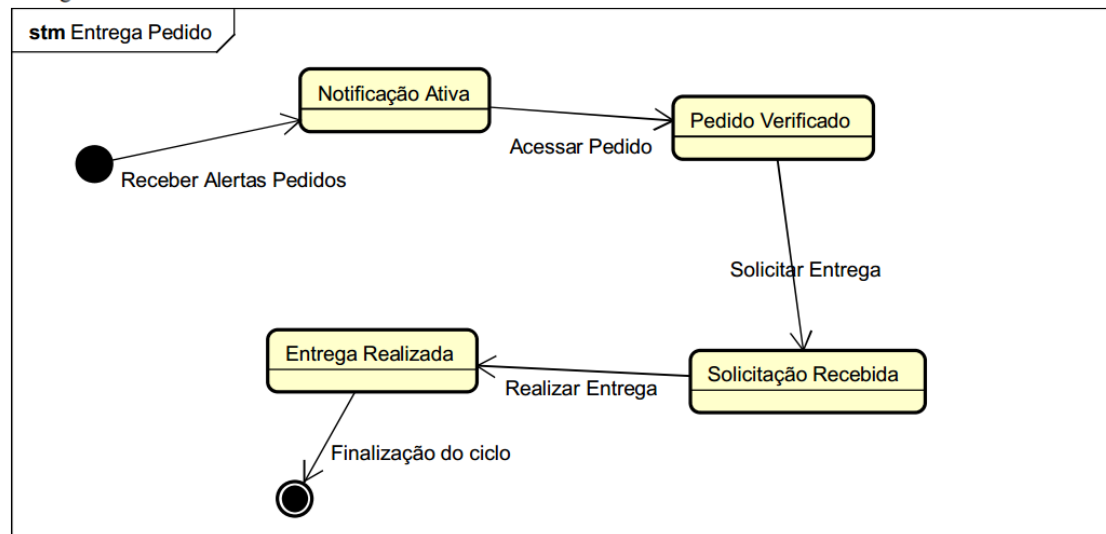 stm Entrega Pedido
Notificação Ativa
Pedido Verificado
Acessar Pedido
Receber Alertas Pedidos
Solicitar Entrega
Entrega Realizada
Solicitação Recebida
Realizar Entrega
Finalização do ciclo